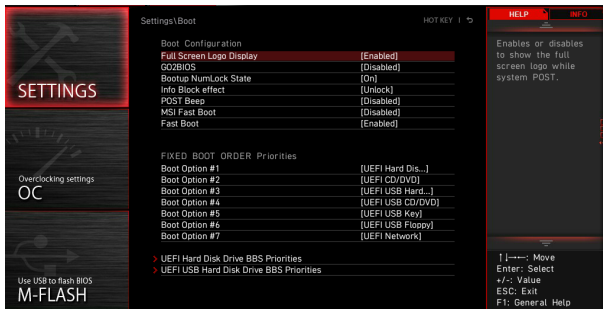 Settings\Boot
HOT KEY | ⮌
HELP
INFO
Boot Configuration
Full Screen Logo Display [Enabled]
GO2BIOS [Disabled]
Bootup NumLock State [On]
Info Block effect [Unlock]
POST Beep [Disabled]
MSI Fast Boot [Disabled]
Fast Boot [Enabled]
FIXED BOOT ORDER Priorities
Boot Option #1 [UEFI Hard Dis...]
Boot Option #2 [UEFI CD/DVD]
Boot Option #3 [UEFI USB Hard...]
Boot Option #4 [UEFI USB CD/DVD]
Boot Option #5 [UEFI USB Key]
Boot Option #6 [UEFI USB Floppy]
Boot Option #7 [UEFI Network]
> UEFI Hard Disk Drive BBS Priorities
> UEFI USB Hard Disk Drive BBS Priorities
SETTINGS
Overclocking settings
OC
Use USB to flash BIOS
M-FLASH
Enables or disables
to show the full
screen logo while
system POST.
↑↓→←: Move
Enter: Select
+/-: Value
ESC: Exit
F1: General Help